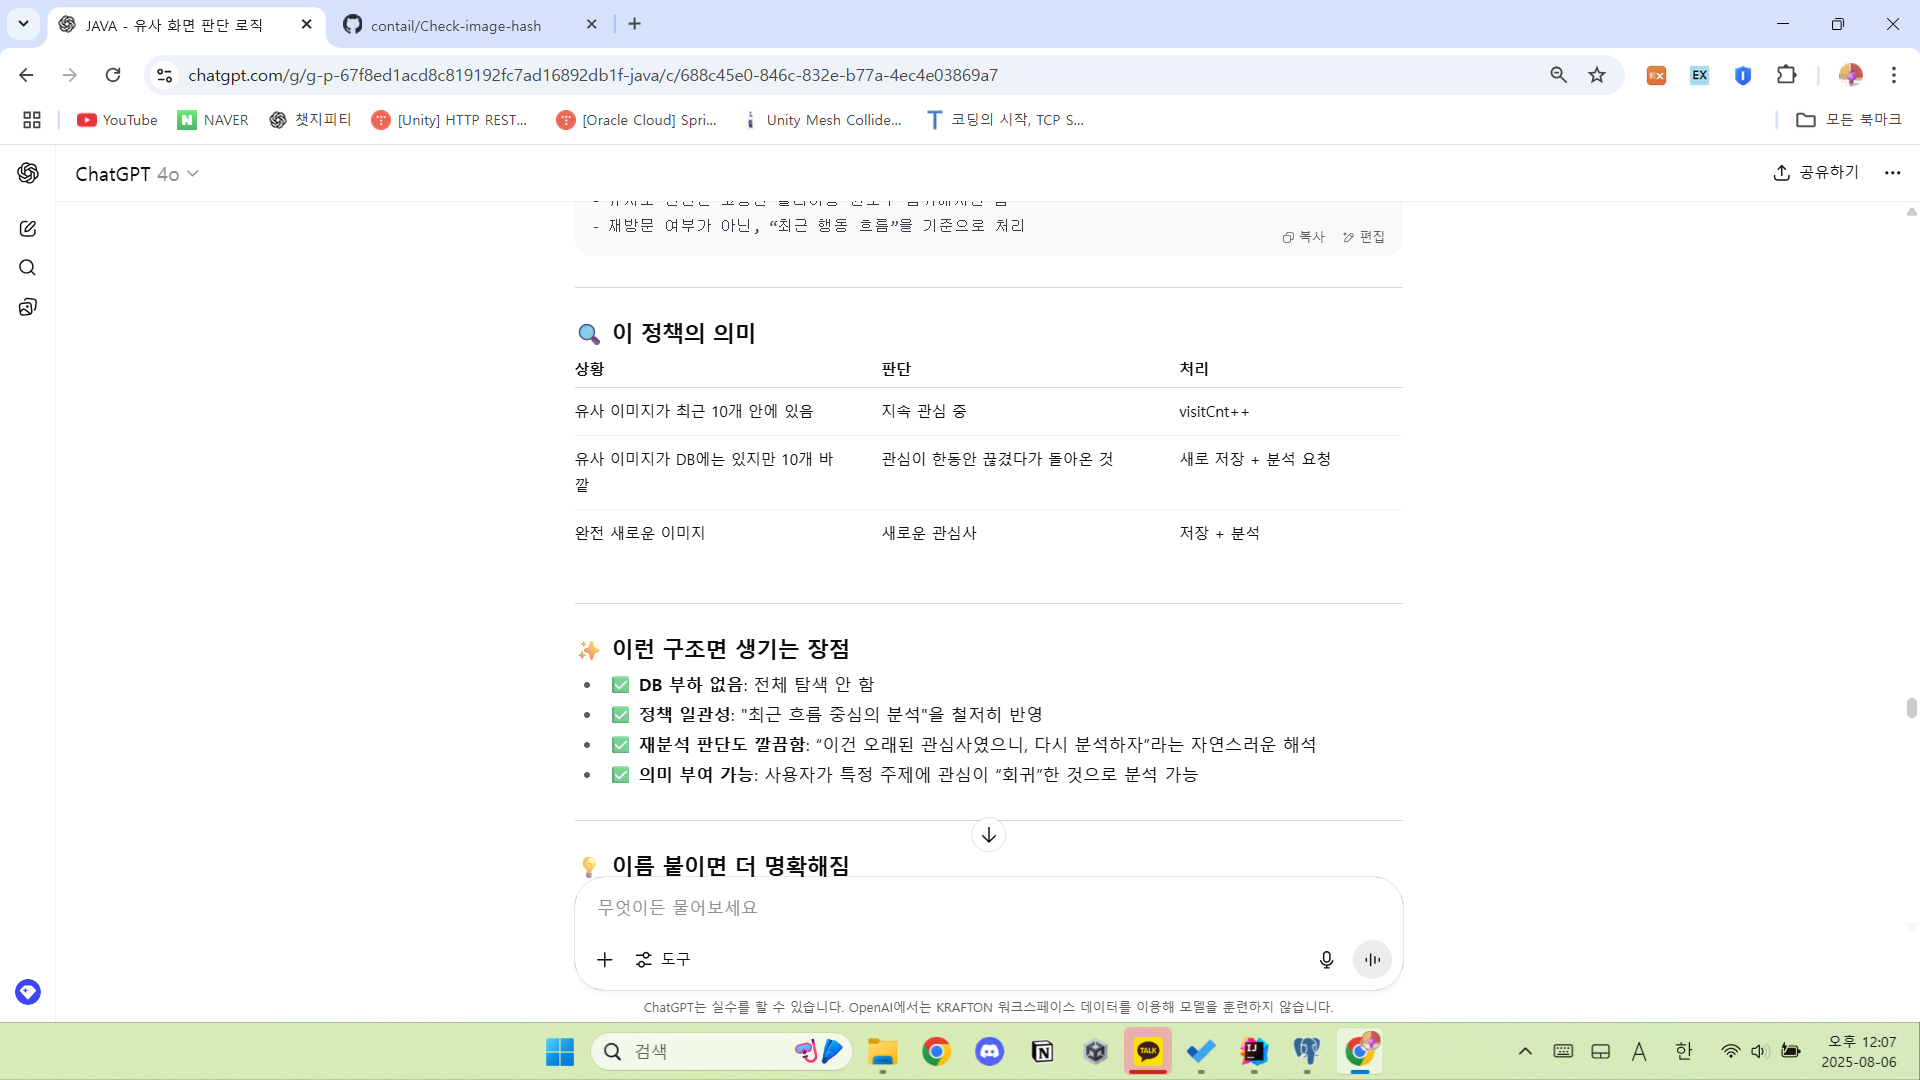 JAVA - 유사 화면 판단 로직
contail/Check-image-hash
chatgpt.com/g/g-p-67f8ed1acd8c819192fc7ad16892db1f-java/c/688c45e0-846c-832e-b77a-4ec4e03869a7
EX
YouTube
NAVER
챗지피티
[Unity] HTTP REST...
[Oracle Cloud] Spri...
Unity Mesh Collide...
코딩의 시작, TCP S...
모든 북마크
ChatGPT 4o
공유하기
- 재방문 여부가 아닌, “최근 행동 흐름”을 기준으로 처리
복사
편집
이 정책의 의미
상황 판단 처리
유사 이미지가 최근 10개 안에 있음 지속 관심 중 visitCnt++
유사 이미지가 DB에는 있지만 10개 바 관심이 한동안 끊겼다가 돌아온 것 새로 저장 + 분석 요청
깥
완전 새로운 이미지 새로운 관심사 저장 + 분석
이런 구조면 생기는 장점
DB 부하 없음: 전체 탐색 안 함
정책 일관성: "최근 흐름 중심의 분석"을 철저히 반영
재분석 판단도 깔끔함: “이건 오래된 관심사였으니, 다시 분석하자”라는 자연스러운 해석
의미 부여 가능: 사용자가 특정 주제에 관심이 “회귀”한 것으로 분석 가능
이름 붙이면 더 명확해짐
무엇이든 물어보세요
도구
ChatGPT는 실수를 할 수 있습니다. OpenAI에서는 KRAFTON 워크스페이스 데이터를 이용해 모델을 훈련하지 않습니다.
검색
TALK
IJ
A
한
오후 12:07
2025-08-06